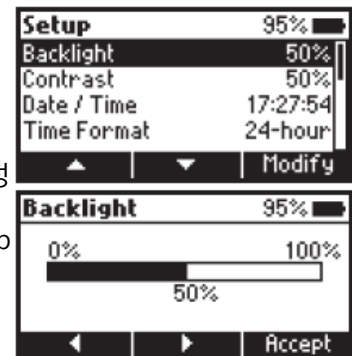 Setup 95%
Backlight 50%
Contrast 50%
Date / Time 17:27:54
Time Format 24-hour
Modify
Backlight 95%
0% 100%
50%
Accept